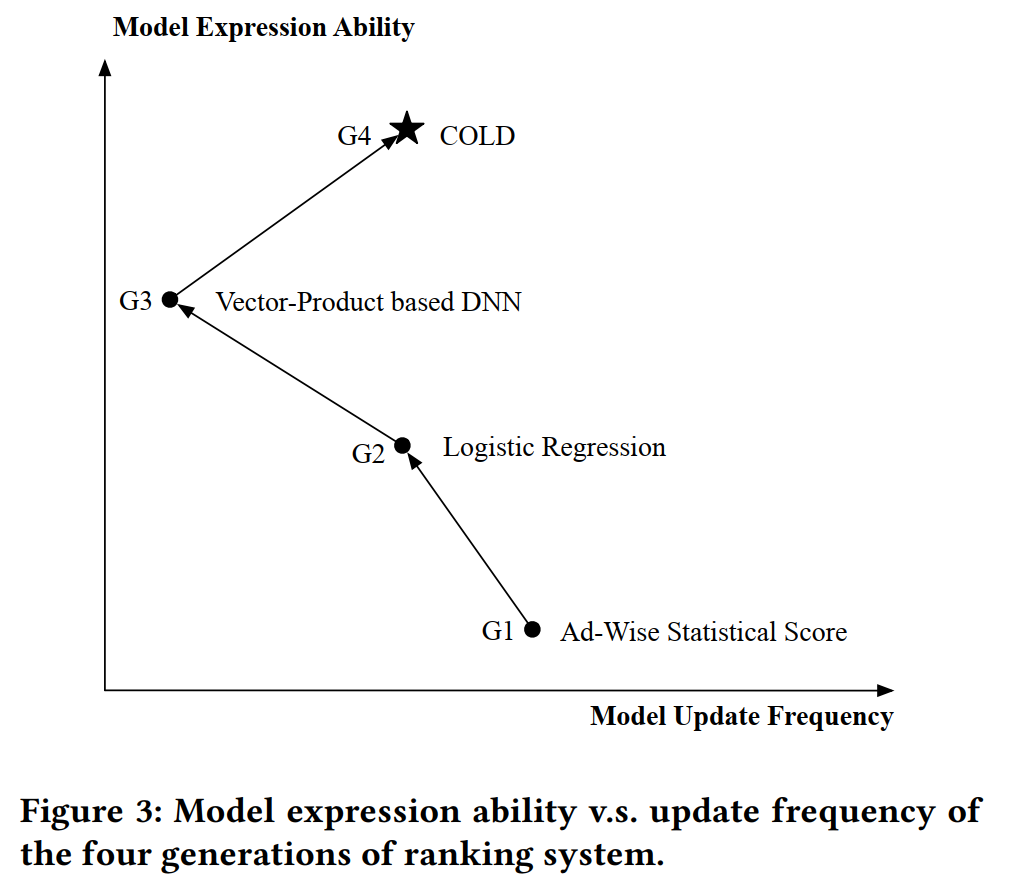 Model Expression Ability
G4 COLD
G3 Vector-Product based DNN
G2 Logistic Regression
G1 Ad-Wise Statistical Score
Model Update Frequency
Figure 3: Model expression ability v.s. update frequency of
the four generations of ranking system.